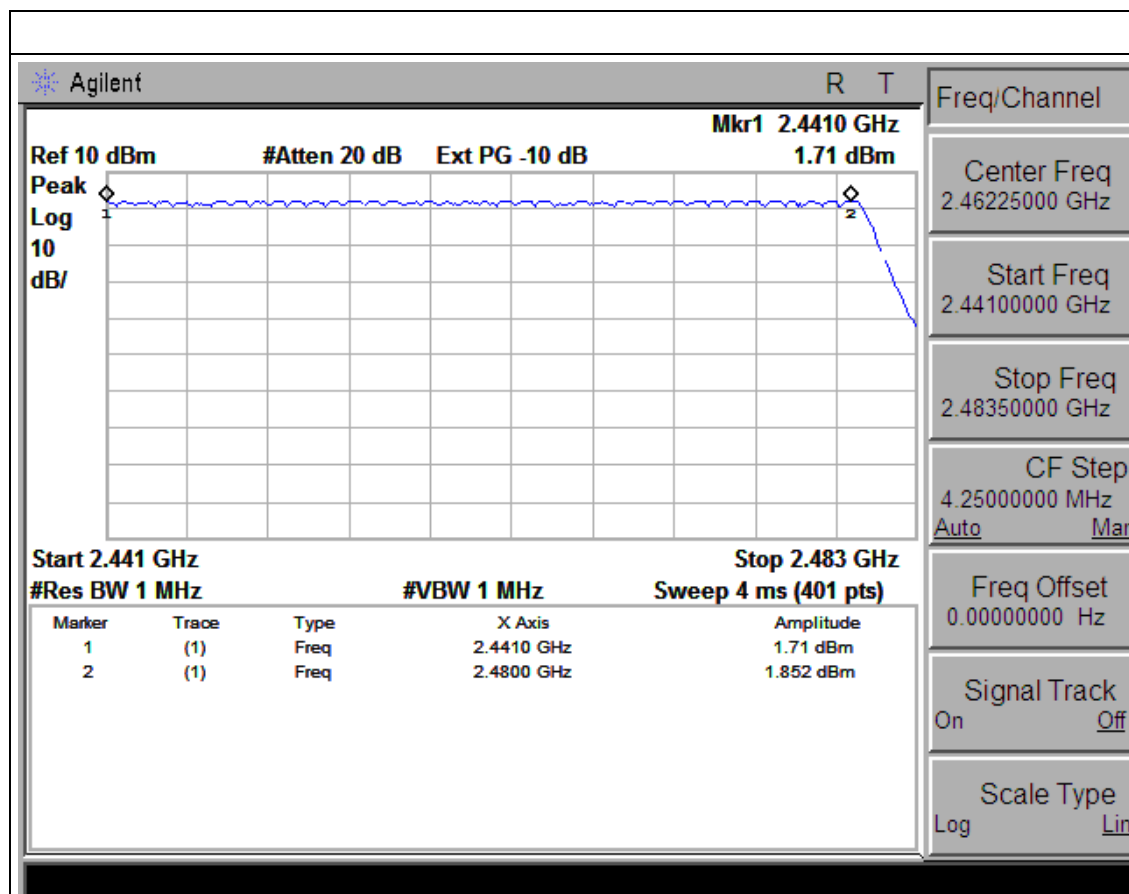 Agilent R T
Mkr1 2.4410 GHz
Ref 10 dBm #Atten 20 dB Ext PG -10 dB 1.71 dBm
Peak
Log
10
dB/
1
2
Start 2.441 GHz Stop 2.483 GHz
#Res BW 1 MHz #VBW 1 MHz Sweep 4 ms (401 pts)
Marker Trace Type X Axis Amplitude
1 (1) Freq 2.4410 GHz 1.71 dBm
2 (1) Freq 2.4800 GHz 1.852 dBm
Freq/Channel
Center Freq
2.46225000 GHz
Start Freq
2.44100000 GHz
Stop Freq
2.48350000 GHz
CF Step
4.25000000 MHz
Auto Man
Freq Offset
0.00000000 Hz
Signal Track
On Off
Scale Type
Log Lin